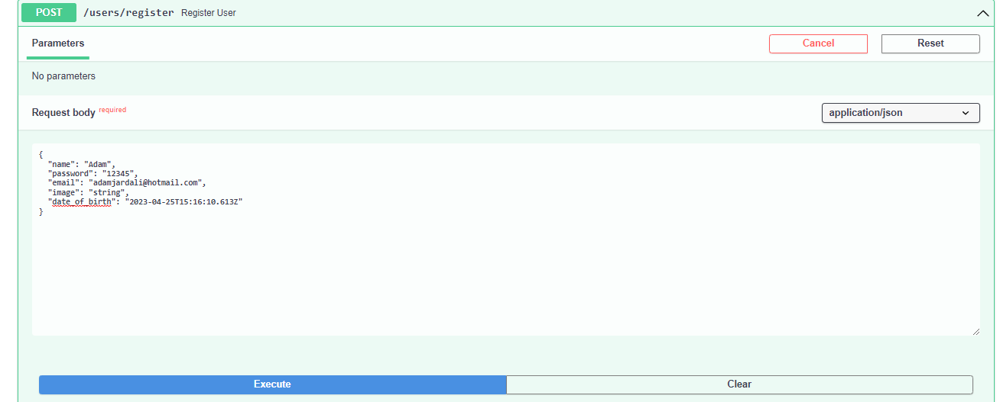 POST /users/register Register User
Parameters
Cancel
Reset
No parameters
Request body required
application/json
{
"name": "Adam",
"password": "12345",
"email": "adamjardali@hotmail.com",
"image": "string",
"date_of_birth": "2023-04-25T15:16:10.613Z"
}
Execute
Clear